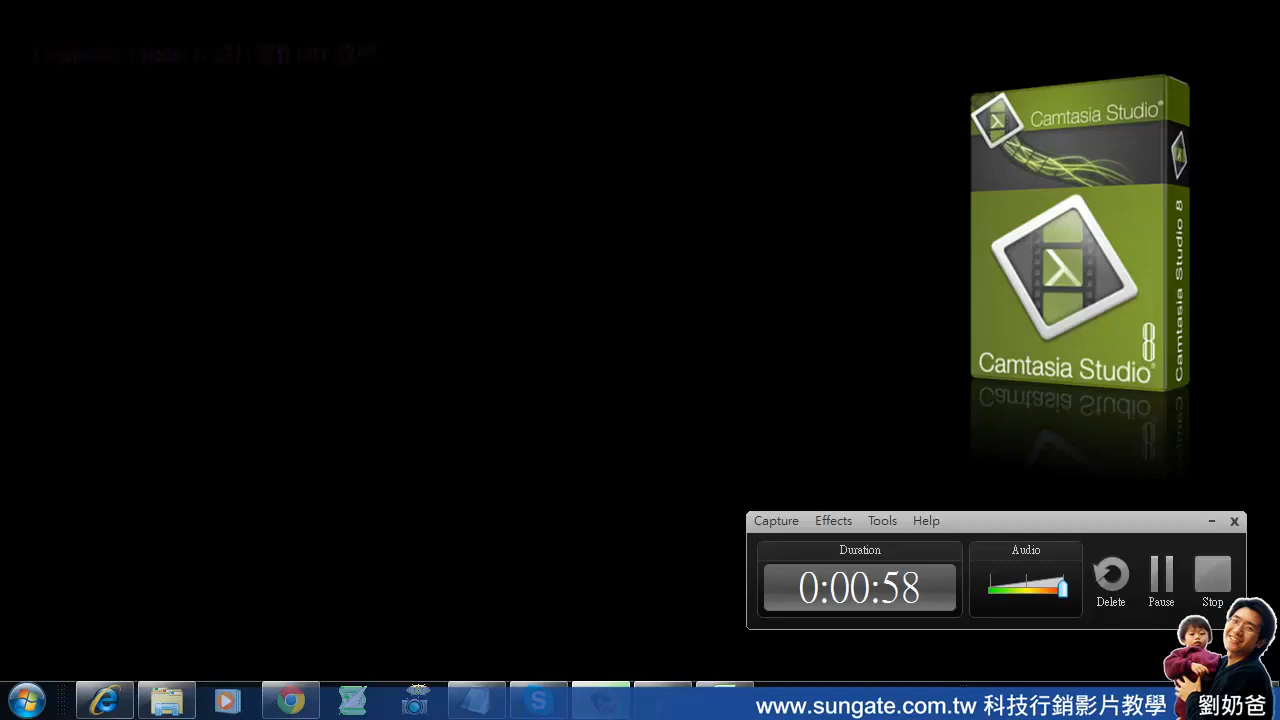 Camtasia Studio®
Camtasia Studio 8
Camtasia Studio® 8
Capture Effects Tools Help
Duration
Audio
0:00:58
Delete
Pause
Stop
www.sungate.com.tw 科技行銷影片教學
劉奶爸